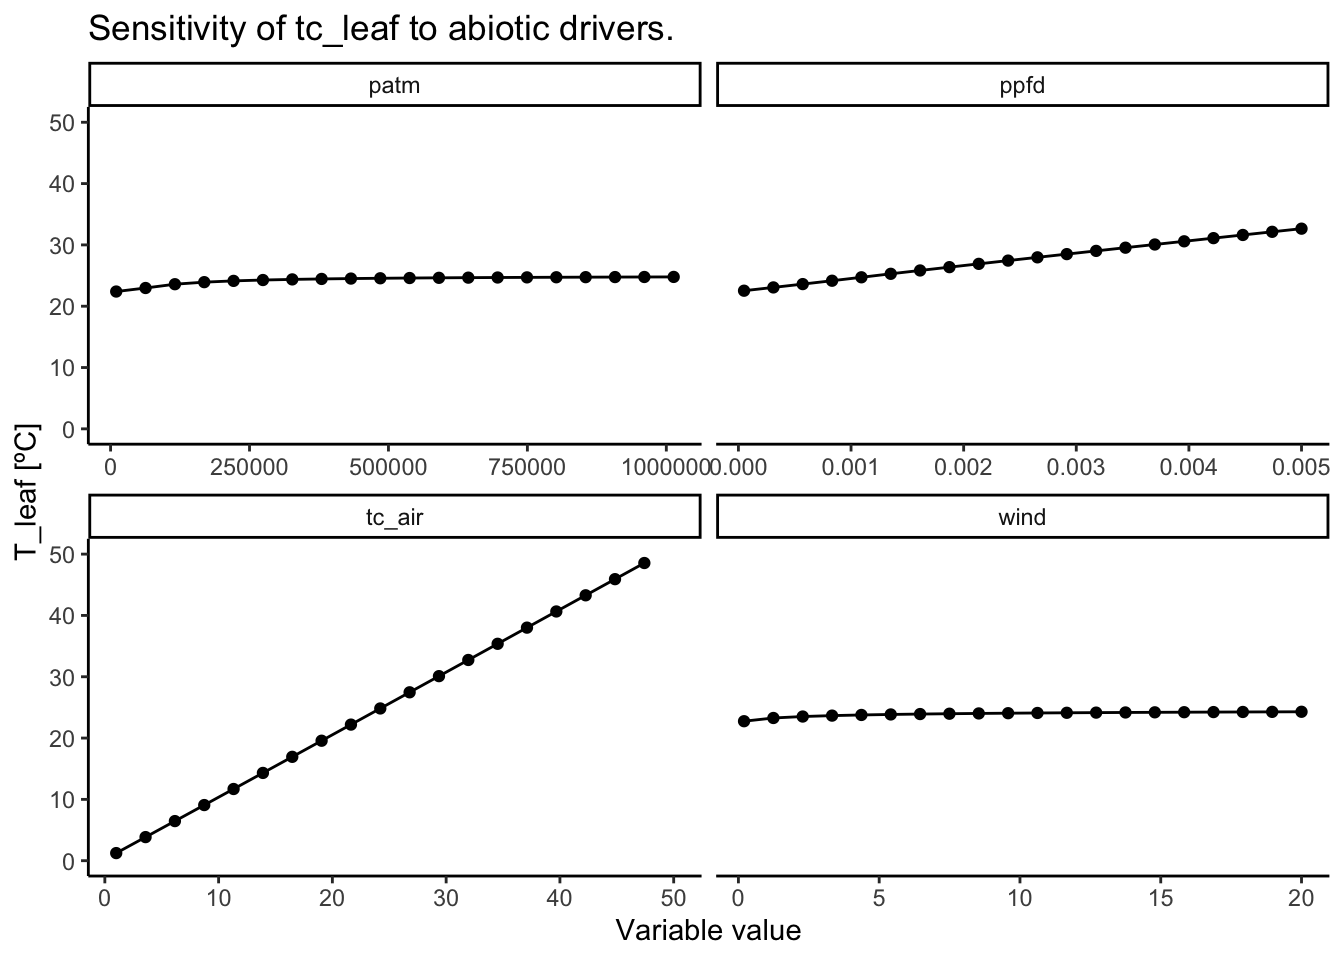 Sensitivity of tc_leaf to abiotic drivers.
patm
ppfd
50
40
30
20
10
0
0 250000 500000 750000 1000000
0.000 0.001 0.002 0.003 0.004 0.005
T_leaf [ºC]
tc_air
wind
50
40
30
20
10
0
0 10 20 30 40 50
0 5 10 15 20
Variable value